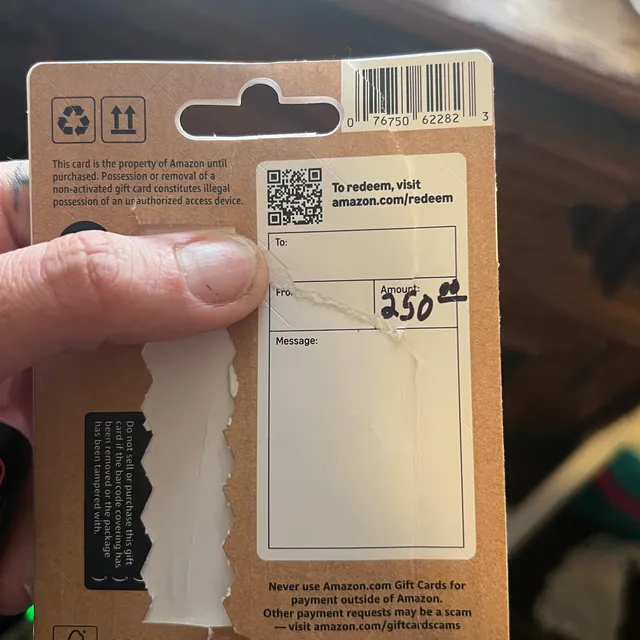 0 76750 62282 3
This card is the property of Amazon until
purchased. Possession or removal of a
non-activated gift card constitutes illegal
possession of an unauthorized access device.
To redeem, visit
amazon.com/redeem
To:
From:
Amount:
250.00
Message:
Do not sell or purchase this gift
card if the barcode covering has
been removed or the package
has been tampered with.
Never use Amazon.com Gift Cards for
payment outside of Amazon.
Other payment requests may be a scam
— visit amazon.com/giftcardscams